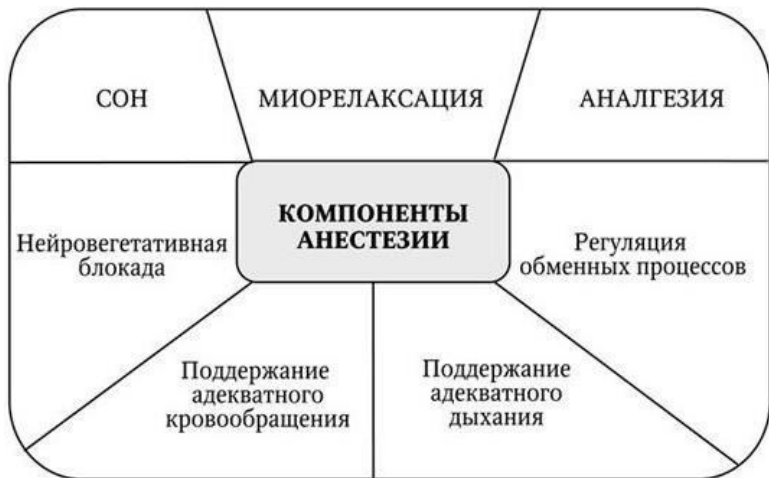 СОН
МИОРЕЛАКСАЦИЯ
АНАЛГЕЗИЯ
КОМПОНЕНТЫ
АНЕСТЕЗИИ
Нейровегетативная
блокада
Регуляция
обменных процессов
Поддержание
адекватного
кровообращения
Поддержание
адекватного
дыхания